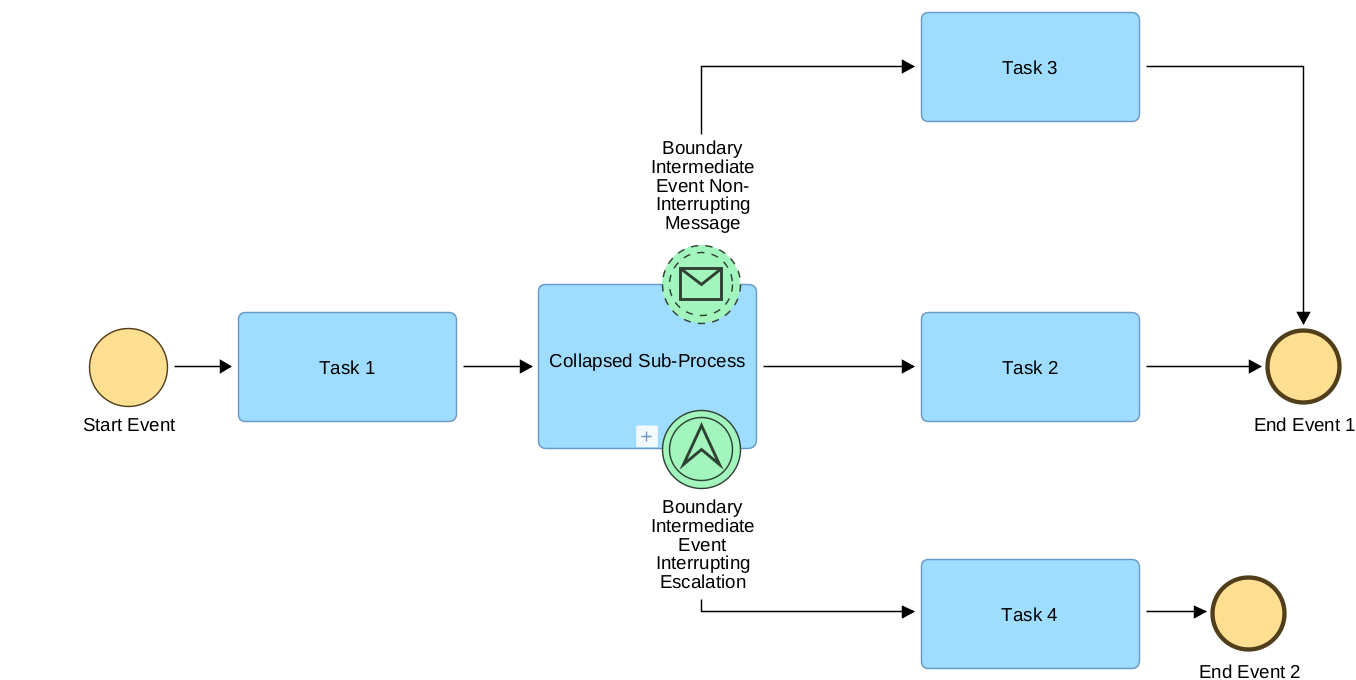 Task 3
Boundary
Intermediate
Event Non-
Interrupting
Message
Start Event
Task 1
Collapsed Sub-Process
Task 2
End Event 1
Boundary
Intermediate
Event
Interrupting
Escalation
Task 4
End Event 2